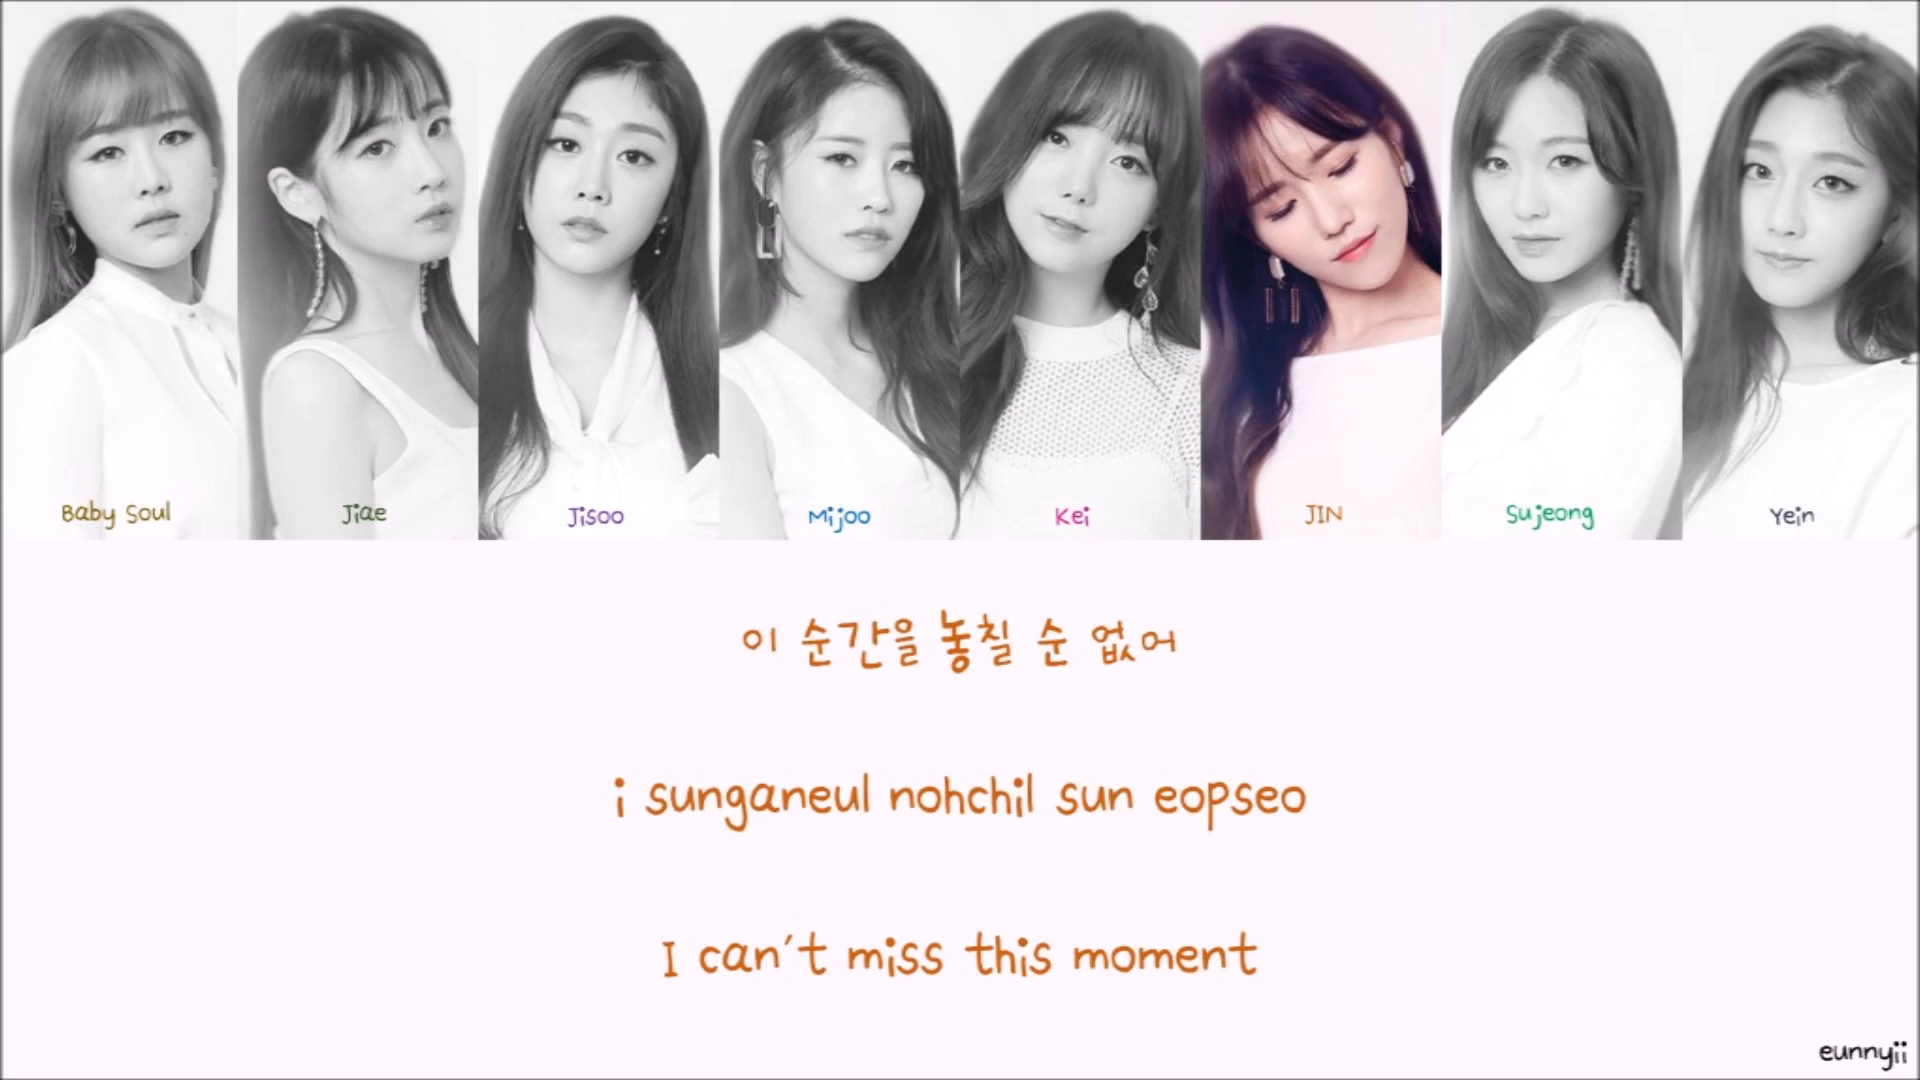 Baby Soul Jiae Jisoo Mijoo Kei JIN Sujeong Yein
이 순간을 놓칠 순 없어
i sunganeul nohchil sun eopseo
I can't miss this moment
eunnyii